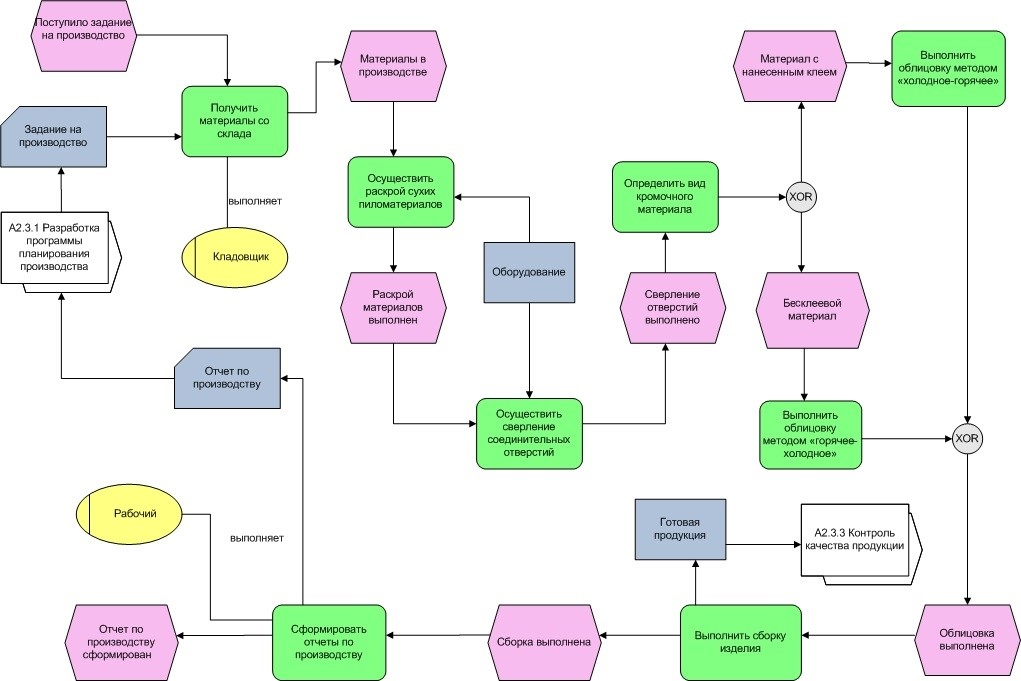 Поступило задание
на производство
Материалы в
производстве
Материал с
нанесенным клеем
Выполнить
облицовку методом
«холодное-горячее»
Получить
материалы со
склада
Задание на
производство
Осуществить
раскрой сухих
пиломатериалов
Определить вид
кромочного
материала
XOR
выполняет
А2.3.1 Разработка
программы
планирования
производства
Кладовщик
Оборудование
Раскрой
материалов
выполнен
Сверление
отверстий
выполнено
Бесклеевой
материал
Отчет по
производству
Осуществить
сверление
соединительных
отверстий
Выполнить
облицовку
методом «горячее-
холодное»
XOR
Рабочий
выполняет
Готовая
продукция
А2.3.3 Контроль
качества продукции
Отчет по
производству
сформирован
Сформировать
отчеты по
производству
Сборка выполнена
Выполнить сборку
изделия
Облицовка
выполнена